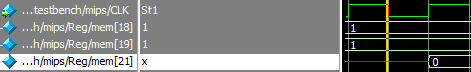 ...testbench/mips/CLK St1
...h/mips/Reg/mem[18] 1 1
...h/mips/Reg/mem[19] 1 1
...h/mips/Reg/mem[21] x 0